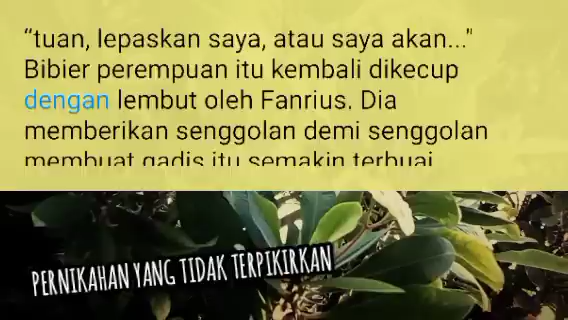 “tuan, lepaskan saya, atau saya akan..."
Bibier perempuan itu kembali dikecup
dengan lembut oleh Fanrius. Dia
memberikan senggolan demi senggolan
membuat gadis itu semakin terbuai
PERNIKAHAN YANG TIDAK TERPIKIRKAN